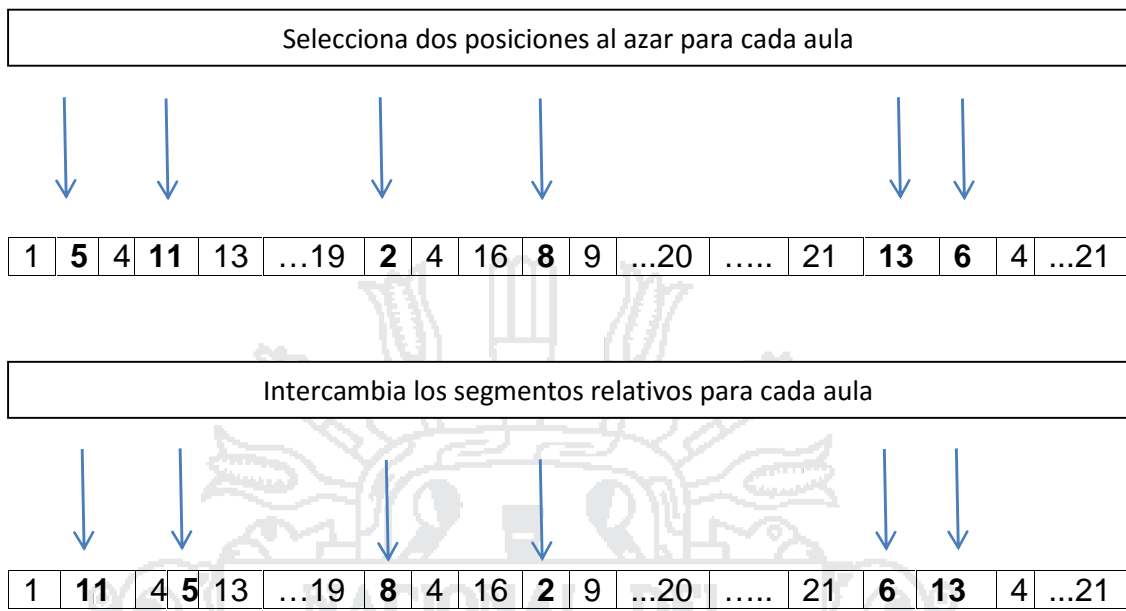 Selecciona dos posiciones al azar para cada aula
1 5 4 11 13 ...19 2 4 16 8 9 ...20 ..... 21 13 6 4 ...21
Intercambia los segmentos relativos para cada aula
1 11 4 5 13 ...19 8 4 16 2 9 ...20 ..... 21 6 13 4 ...21